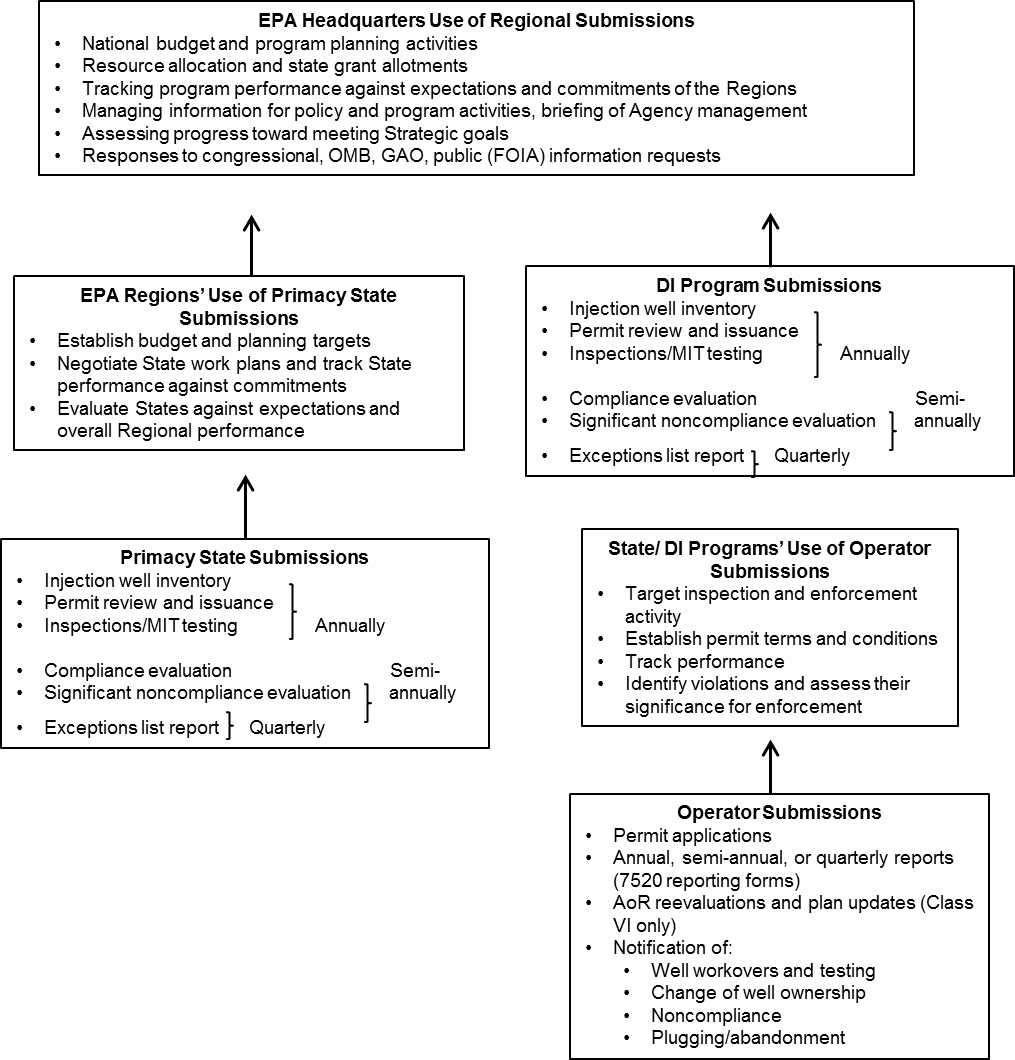 EPA Headquarters Use of Regional Submissions
• National budget and program planning activities
• Resource allocation and state grant allotments
• Tracking program performance against expectations and commitments of the Regions
• Managing information for policy and program activities, briefing of Agency management
• Assessing progress toward meeting Strategic goals
• Responses to congressional, OMB, GAO, public (FOIA) information requests
EPA Regions’ Use of Primacy State
Submissions
• Establish budget and planning targets
• Negotiate State work plans and track State
performance against commitments
• Evaluate States against expectations and
overall Regional performance
DI Program Submissions
• Injection well inventory
• Permit review and issuance
• Inspections/MIT testing Annually
• Compliance evaluation Semi-
• Significant noncompliance evaluation annually
• Exceptions list report Quarterly
Primacy State Submissions
• Injection well inventory
• Permit review and issuance
• Inspections/MIT testing Annually
• Compliance evaluation Semi-
• Significant noncompliance evaluation annually
• Exceptions list report Quarterly
State/ DI Programs’ Use of Operator
Submissions
• Target inspection and enforcement
activity
• Establish permit terms and conditions
• Track performance
• Identify violations and assess their
significance for enforcement
Operator Submissions
• Permit applications
• Annual, semi-annual, or quarterly reports
(7520 reporting forms)
• AoR reevaluations and plan updates (Class
VI only)
• Notification of:
• Well workovers and testing
• Change of well ownership
• Noncompliance
• Plugging/abandonment